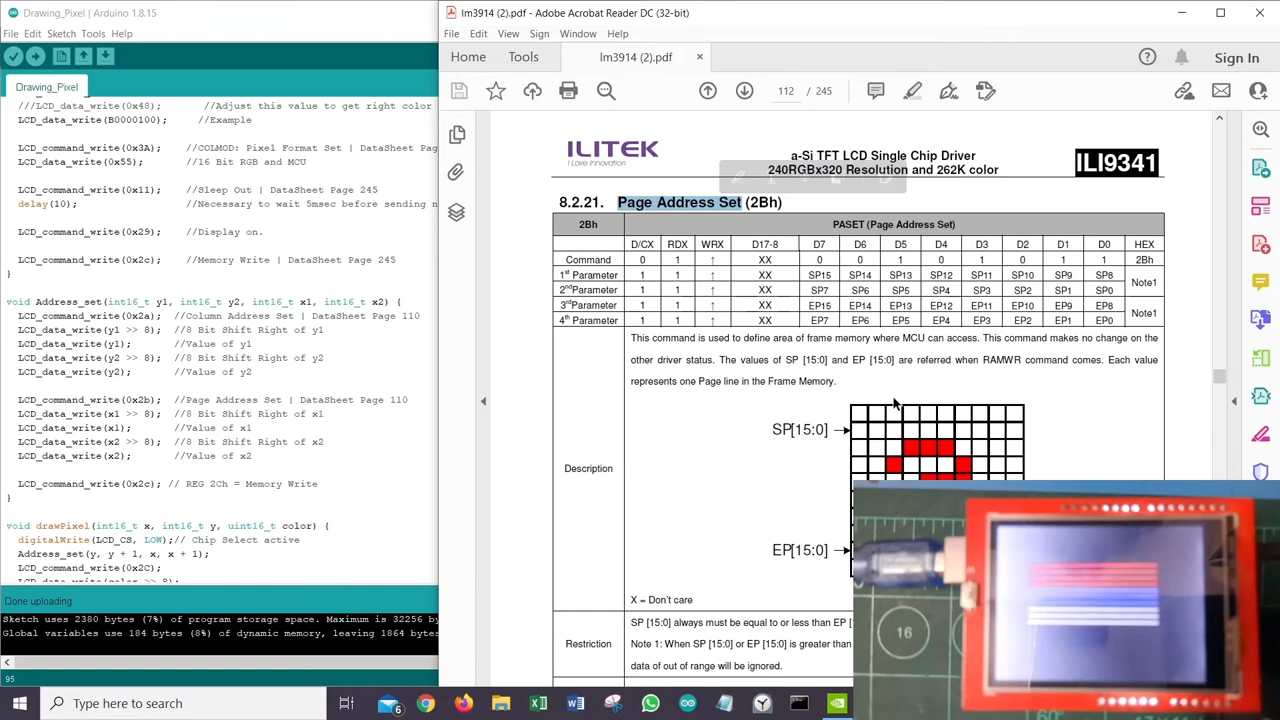 Drawing_Pixel | Arduino 1.8.15
File Edit Sketch Tools Help
Drawing_Pixel
///LCD_data_write(0x48); //Adjust this value to get right color
LCD_data_write(B0000100); //Example
LCD_command_write(0x3A); //COLMOD: Pixel Format Set | DataSheet Pag
LCD_data_write(0x55); //16 Bit RGB and MCU
LCD_command_write(0x11); //Sleep Out | DataSheet Page 245
delay(10); //Necessary to wait 5msec before sending n
LCD_command_write(0x29); //Display on.
LCD_command_write(0x2c); //Memory Write | DataSheet Page 245
}
void Address_set(int16_t y1, int16_t y2, int16_t x1, int16_t x2) {
LCD_command_write(0x2a); //Column Address Set | DataSheet Page 110
LCD_data_write(y1 >> 8); //8 Bit Shift Right of y1
LCD_data_write(y1); //Value of y1
LCD_data_write(y2 >> 8); //8 Bit Shift Right of y2
LCD_data_write(y2); //Value of y2
LCD_command_write(0x2b); //Page Address Set | DataSheet Page 110
LCD_data_write(x1 >> 8); //8 Bit Shift Right of x1
LCD_data_write(x1); //Value of x1
LCD_data_write(x2 >> 8); //8 Bit Shift Right of x2
LCD_data_write(x2); //Value of x2
LCD_command_write(0x2c); // REG 2Ch = Memory Write
}
void drawPixel(int16_t x, int16_t y, uint16_t color) {
digitalWrite(LCD_CS, LOW);// Chip Select active
Address_set(y, y + 1, x, x + 1);
LCD_command_write(0x2C);
LCD_data_write(color >> 8);
Done uploading.
Sketch uses 2380 bytes (7%) of program storage space. Maximum is 32256 b
Global variables use 184 bytes (8%) of dynamic memory, leaving 1864 byte
95
lm3914 (2).pdf - Adobe Acrobat Reader DC (32-bit)
File Edit View Sign Window Help
Home Tools lm3914 (2).pdf × Sign In
112 / 245
ILITEK
I Love Innovation
a-Si TFT LCD Single Chip Driver
240RGBx320 Resolution and 262K color
ILI9341
8.2.21. Page Address Set (2Bh)
2Bh PASET (Page Address Set)
D/CX RDX WRX D17-8 D7 D6 D5 D4 D3 D2 D1 D0 HEX
Command 0 1 ↑ XX 0 0 1 0 1 0 1 1 2Bh
1st Parameter 1 1 ↑ XX SP15 SP14 SP13 SP12 SP11 SP10 SP9 SP8 Note1
2nd Parameter 1 1 ↑ XX SP7 SP6 SP5 SP4 SP3 SP2 SP1 SP0
3rd Parameter 1 1 ↑ XX EP15 EP14 EP13 EP12 EP11 EP10 EP9 EP8 Note1
4th Parameter 1 1 ↑ XX EP7 EP6 EP5 EP4 EP3 EP2 EP1 EP0
Description
This command is used to define area of frame memory where MCU can access. This command makes no change on the
other driver status. The values of SP [15:0] and EP [15:0] are referred when RAMWR command comes. Each value
represents one Page line in the Frame Memory.
SP[15:0]
EP[15:0]
X = Don't care
Restriction
SP [15:0] always must be equal to or less than EP [
Note 1: When SP [15:0] or EP [15:0] is greater than
data of out of range will be ignored.
16
60°
Type here to search
6